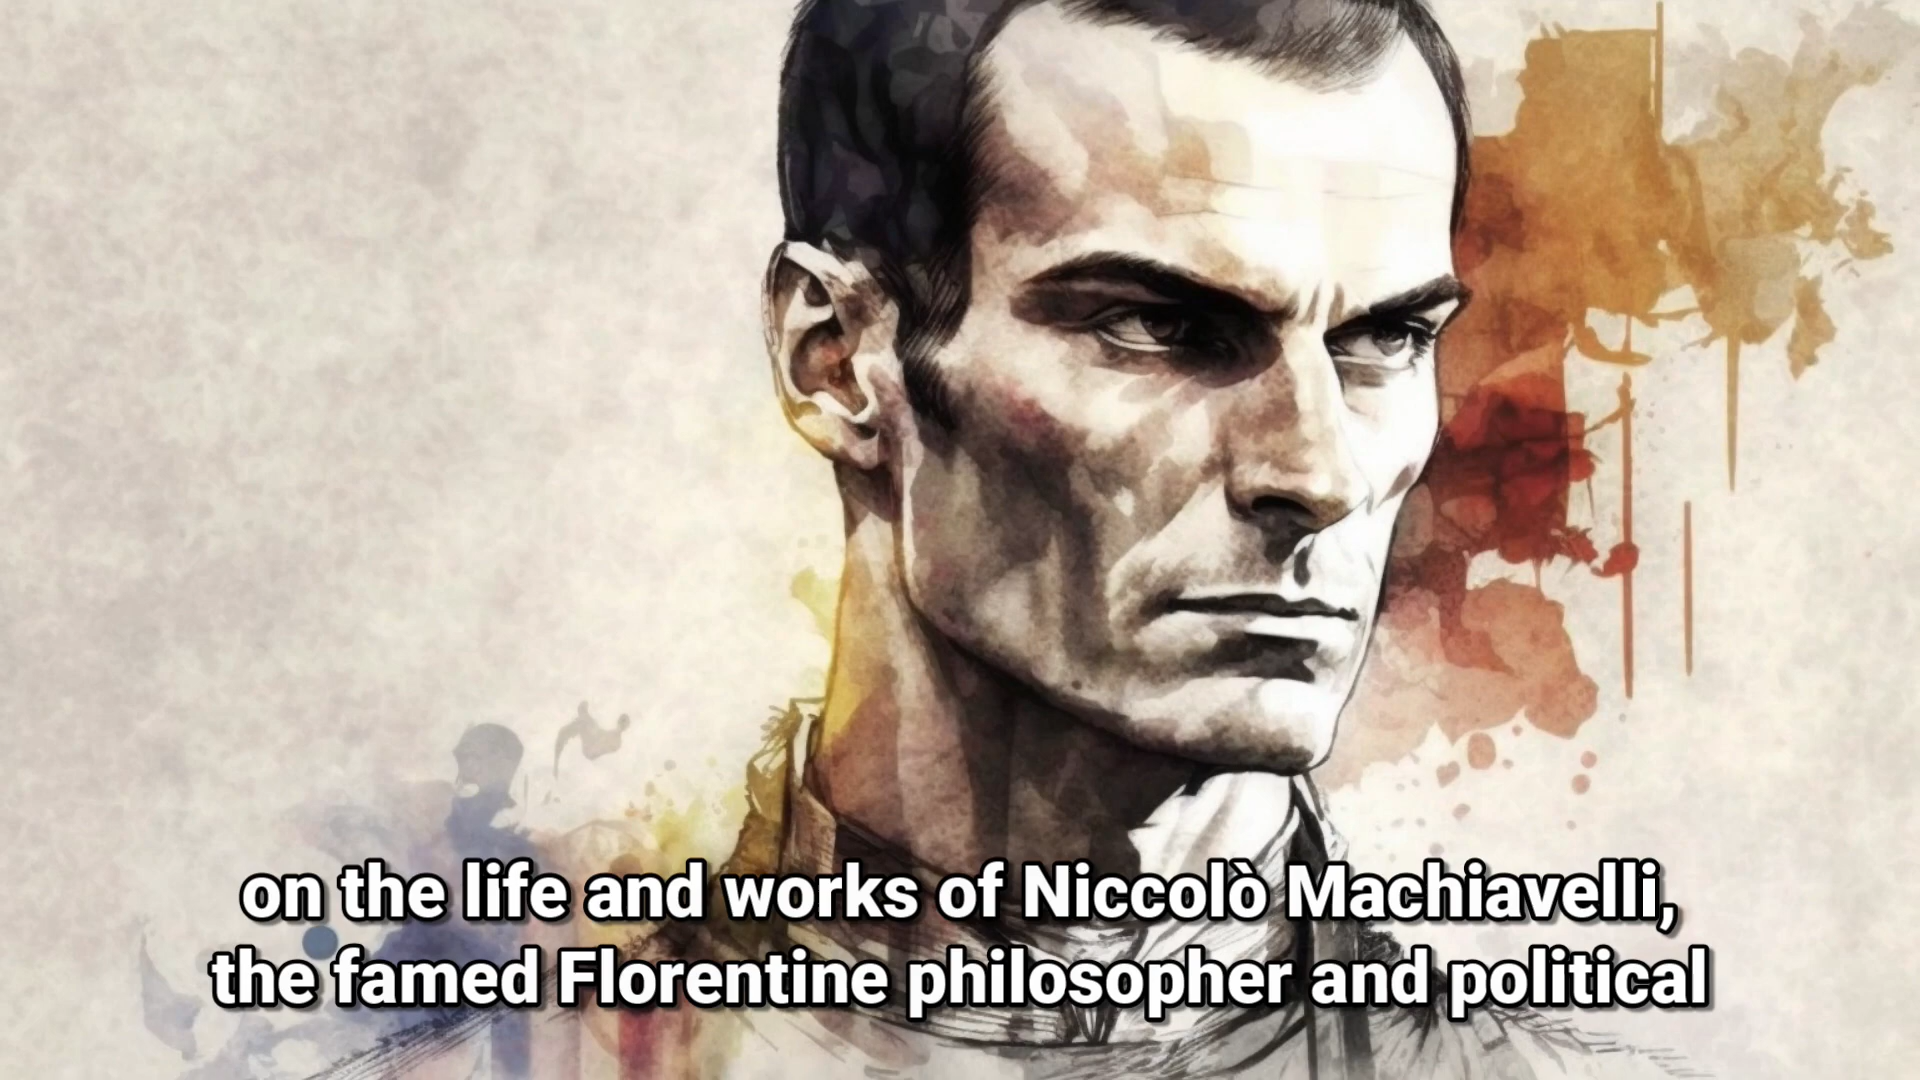 on the life and works of Niccolò Machiavelli,
the famed Florentine philosopher and political